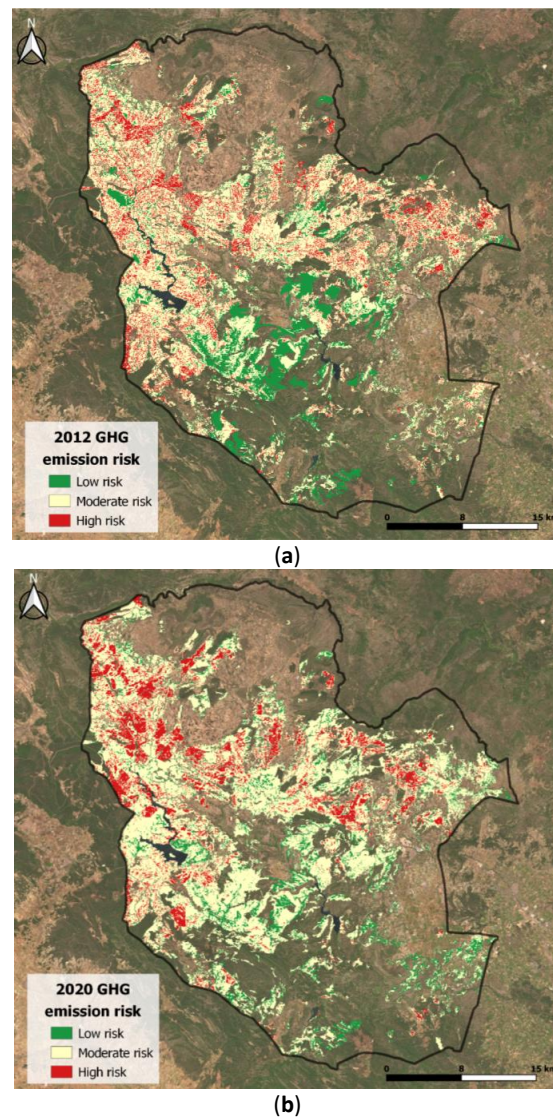 N
2012 GHG
emission risk
Low risk
Moderate risk
High risk
0 8 15 km
(a)
N
2020 GHG
emission risk
Low risk
Moderate risk
High risk
0 8 15 km
(b)